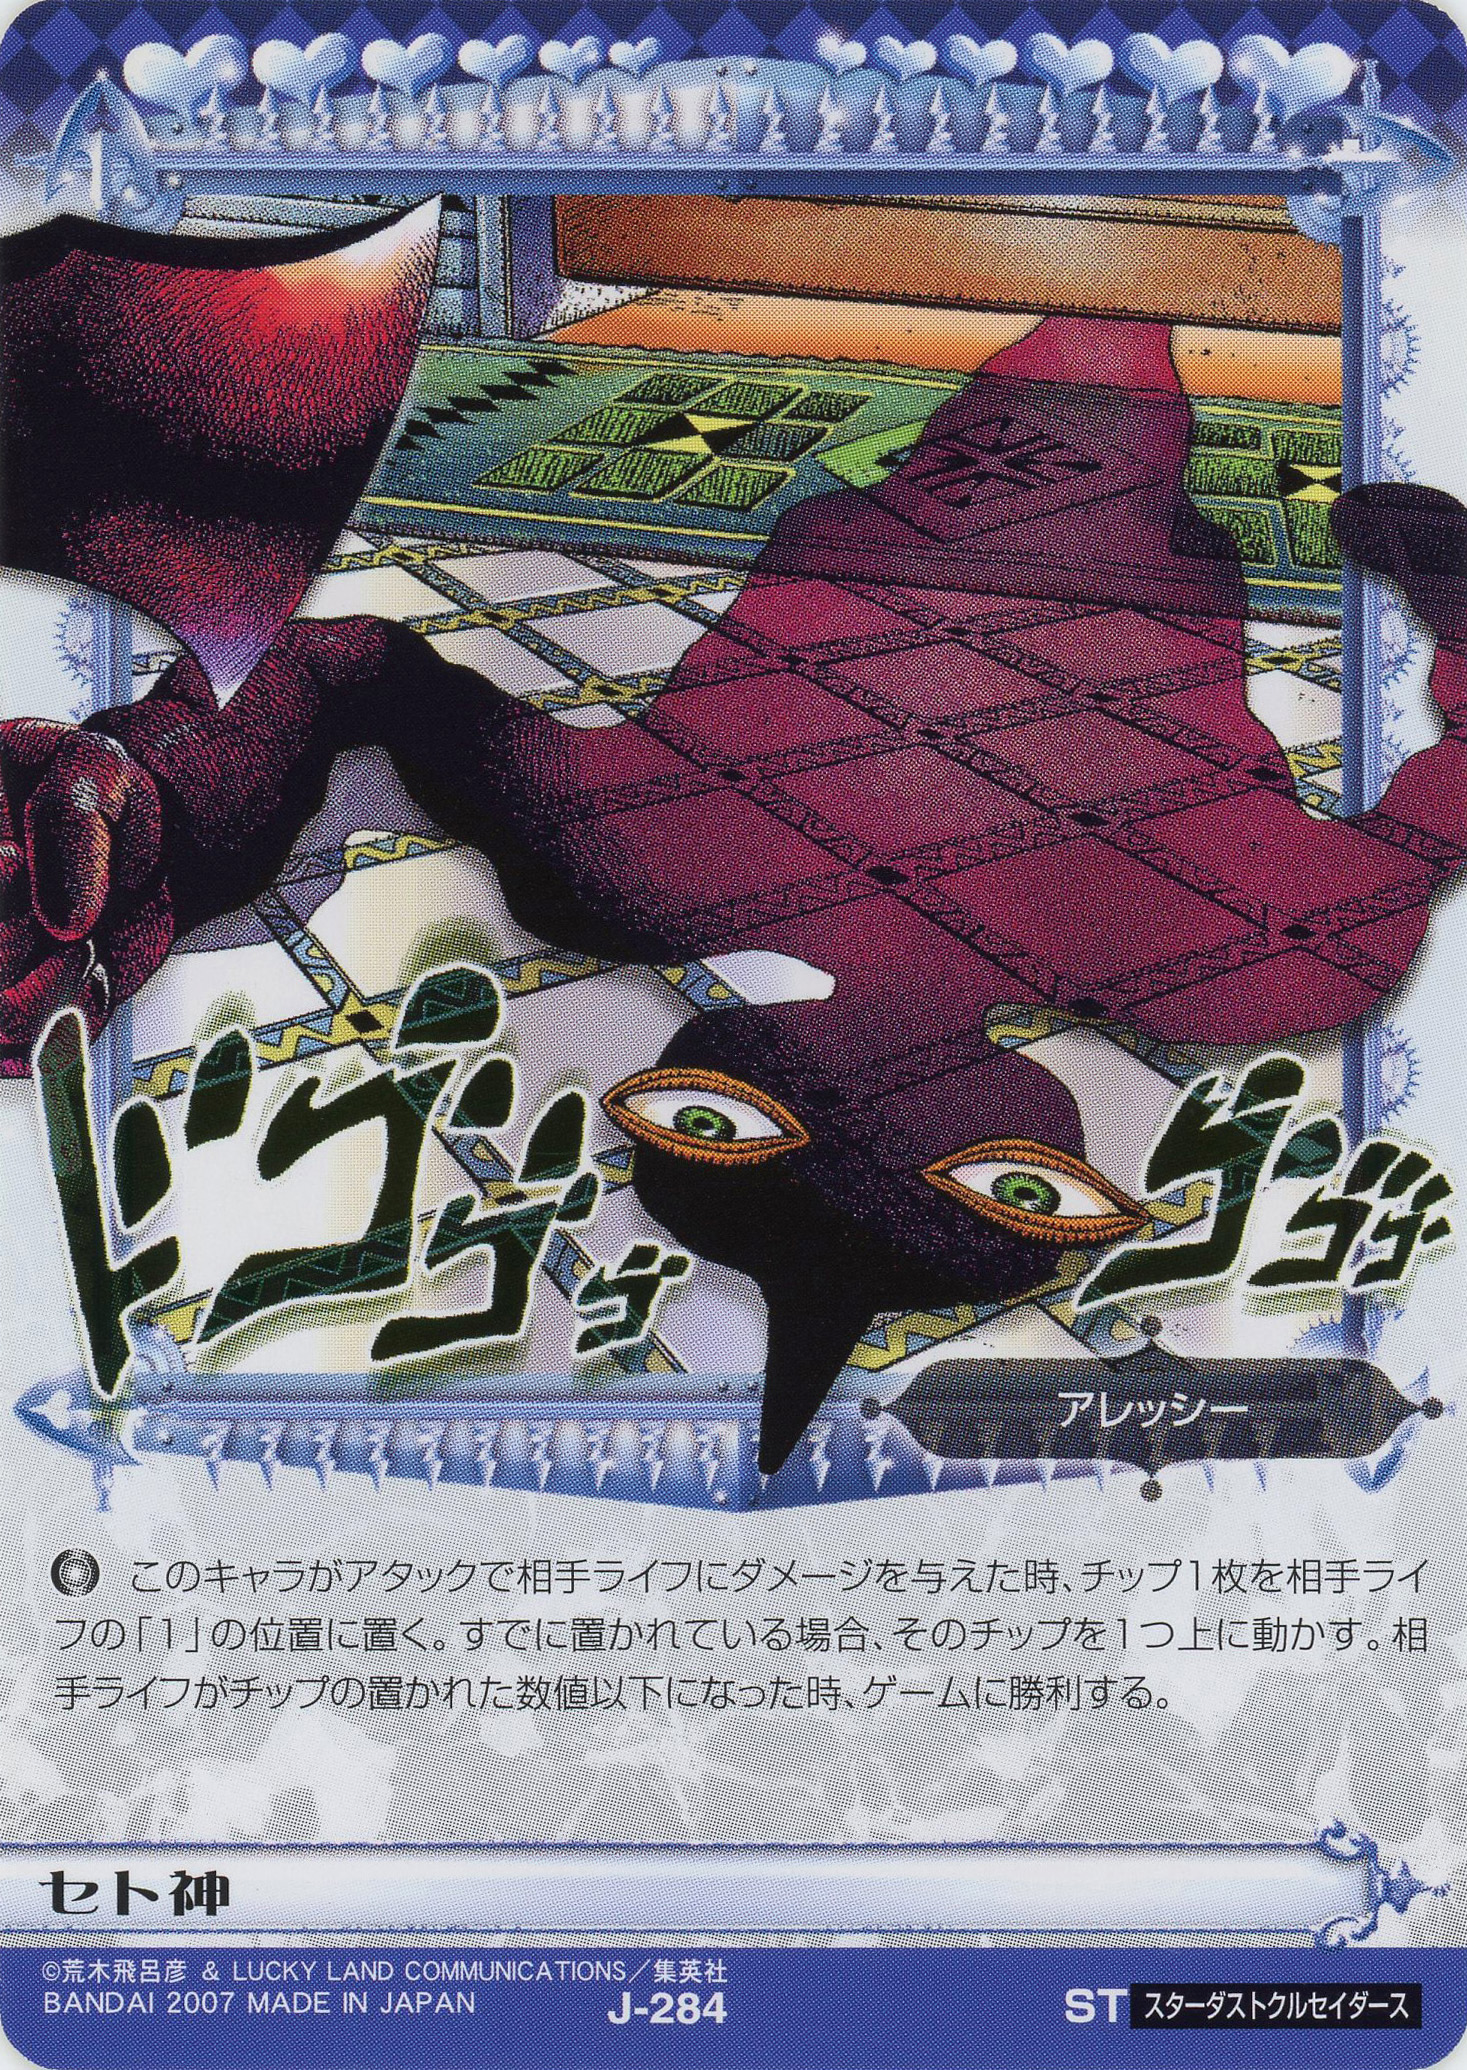 ドドドド
ドドド
アレッシー
このキャラがアタックで相手ライフにダメージを与えた時、チップ1枚を相手ライ
フの「1」の位置に置く。すでに置かれている場合、そのチップを1つ上に動かす。相
手ライフがチップの置かれた数値以下になった時、ゲームに勝利する。
セト神
©荒木飛呂彦 & LUCKY LAND COMMUNICATIONS/集英社
BANDAI 2007 MADE IN JAPAN
J-284
ST スターダストクルセイダース